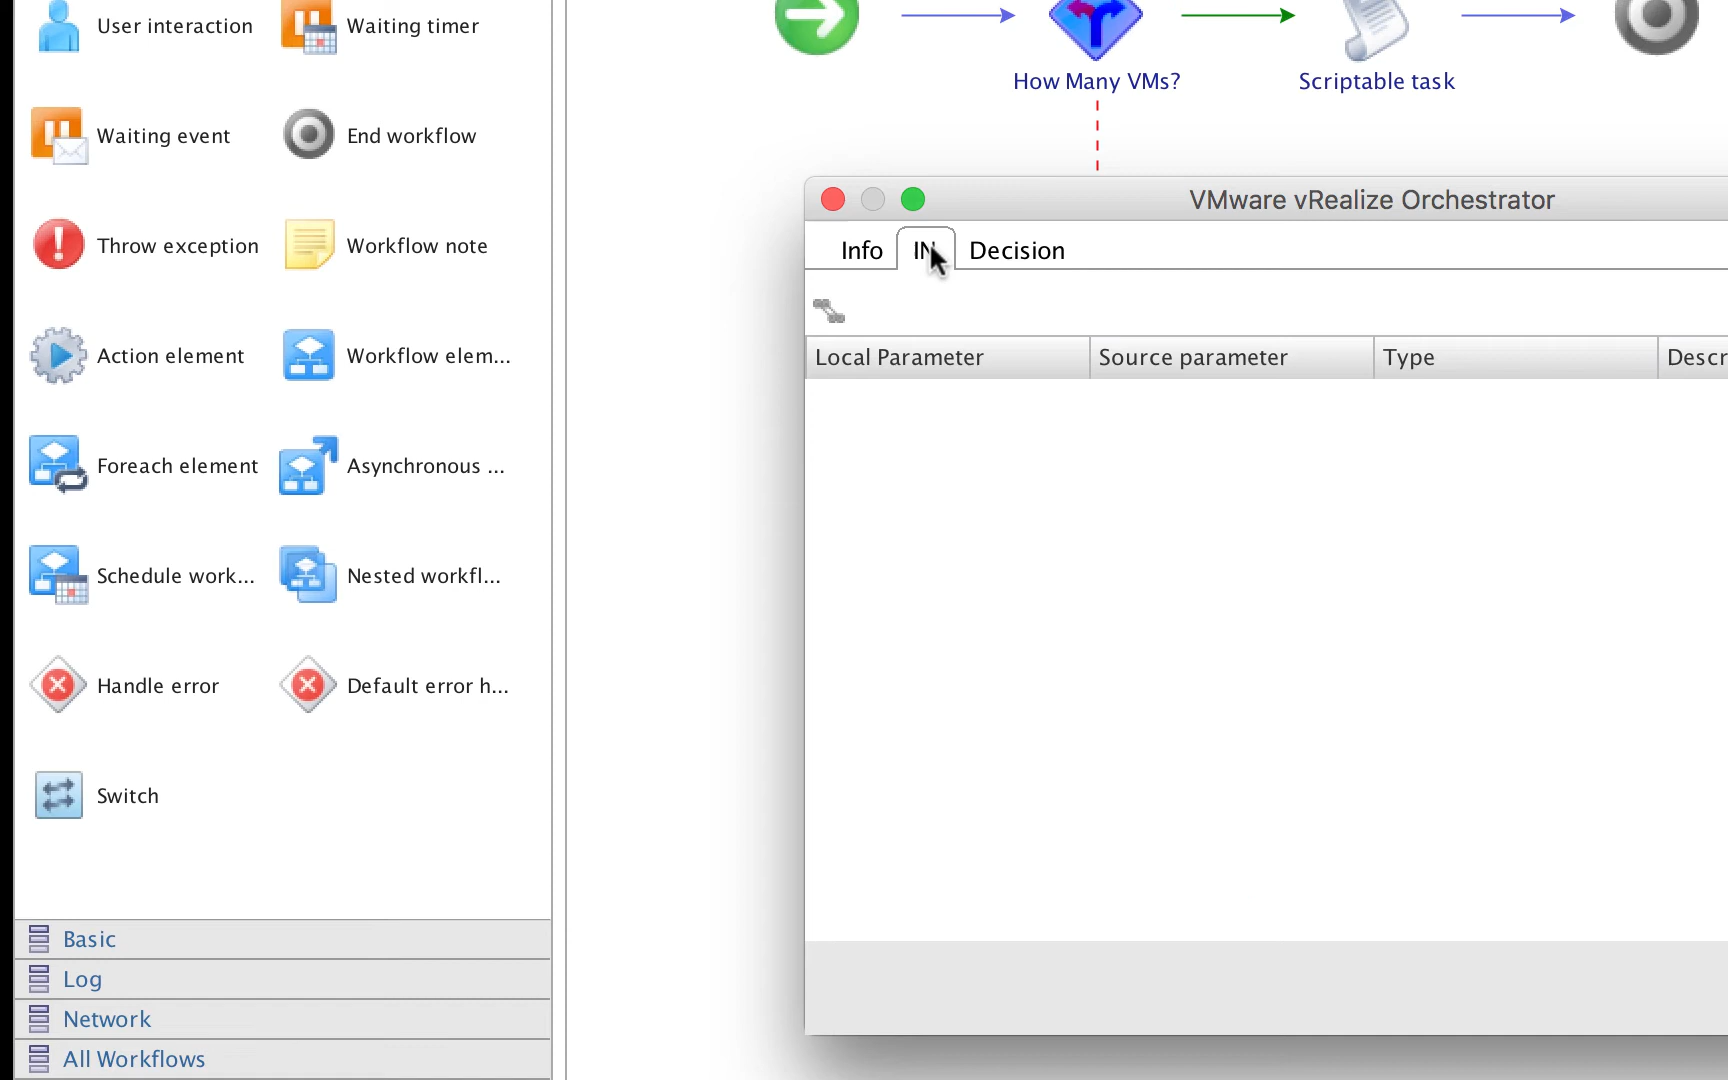 User interaction
Waiting timer
How Many VMs?
Scriptable task
Waiting event
End workflow
VMware vRealize Orchestrator
Throw exception
Workflow note
Info
IN
Decision
Action element
Workflow elem...
Local Parameter
Source parameter
Type
Descr
Foreach element
Asynchronous ...
Schedule work...
Nested workfl...
Handle error
Default error h...
Switch
Basic
Log
Network
All Workflows